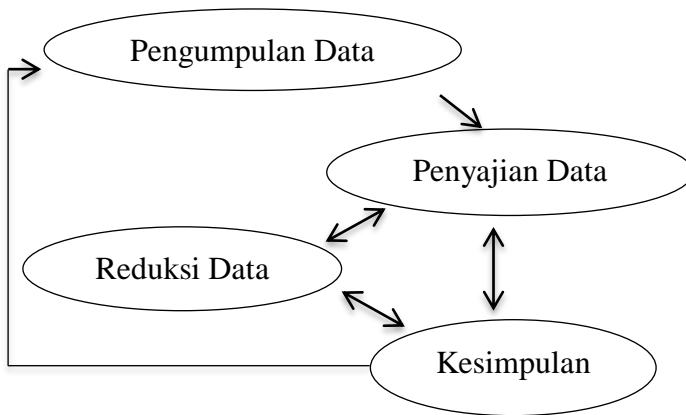 Pengumpulan Data
Penyajian Data
Reduksi Data
Kesimpulan